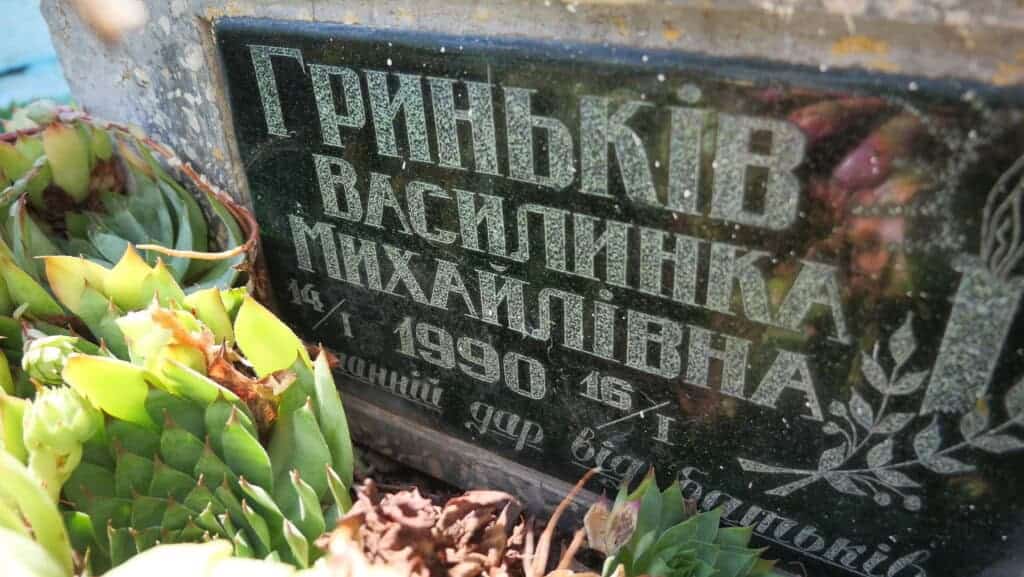 Гриньків
Василинка
Михайлівна
14/I 1990 16/I
дар від батьків